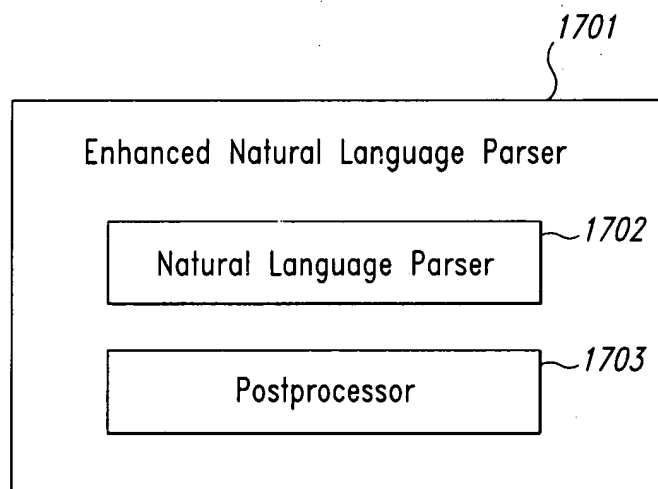 1701
Enhanced Natural Language Parser
1702
Natural Language Parser
1703
Postprocessor